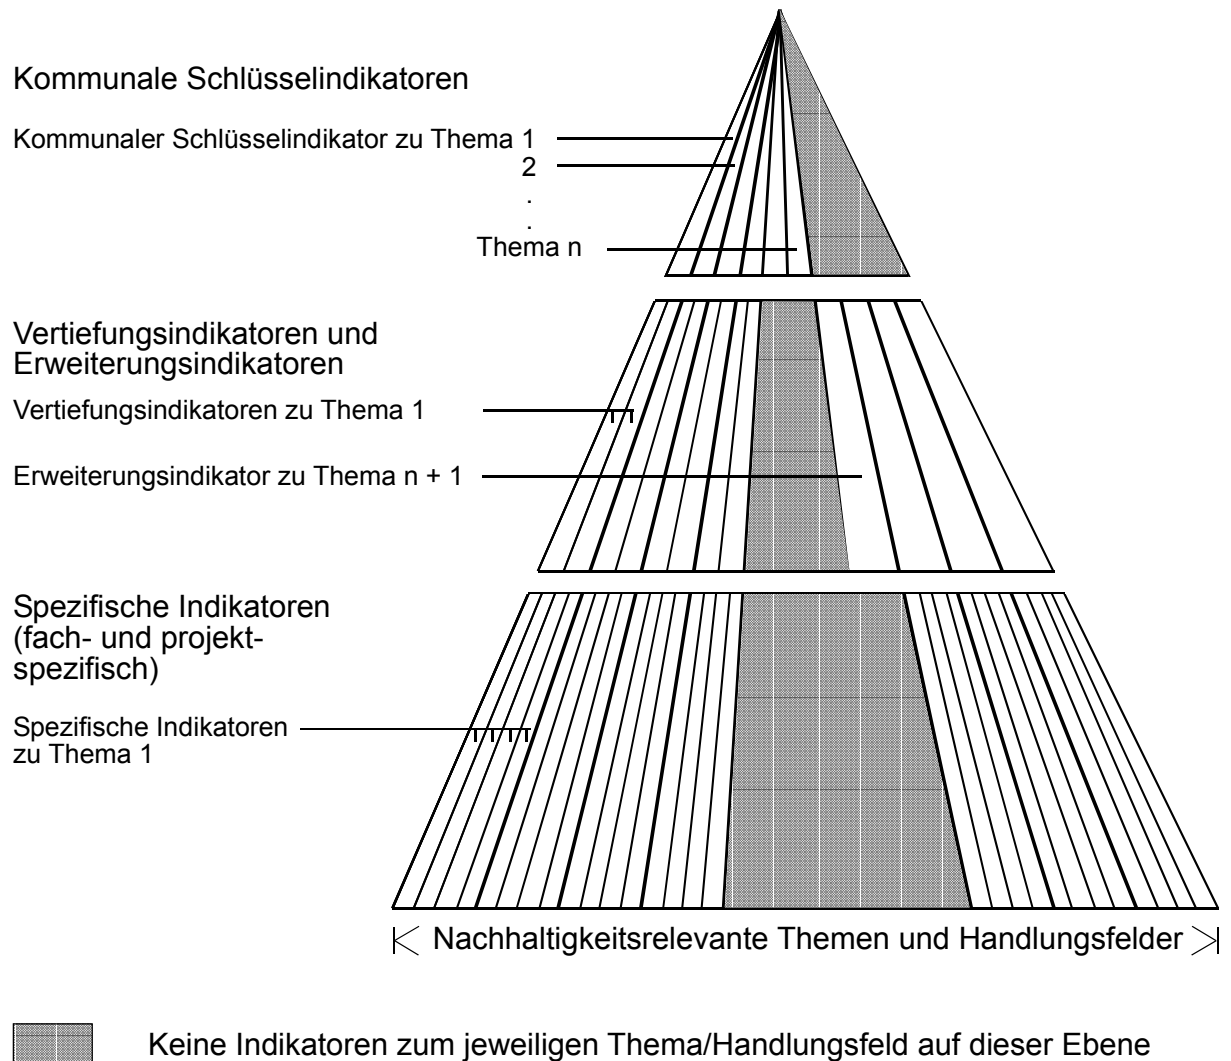 Kommunale Schlüsselindikatoren
Kommunaler Schlüsselindikator zu Thema 1
2
.
.
Thema n
Vertiefungsindikatoren und
Erweiterungsindikatoren
Vertiefungsindikatoren zu Thema 1
Erweiterungsindikator zu Thema n + 1
Spezifische Indikatoren
(fach- und projekt-
spezifisch)
Spezifische Indikatoren
zu Thema 1
Nachhaltigkeitsrelevante Themen und Handlungsfelder
Keine Indikatoren zum jeweiligen Thema/Handlungsfeld auf dieser Ebene